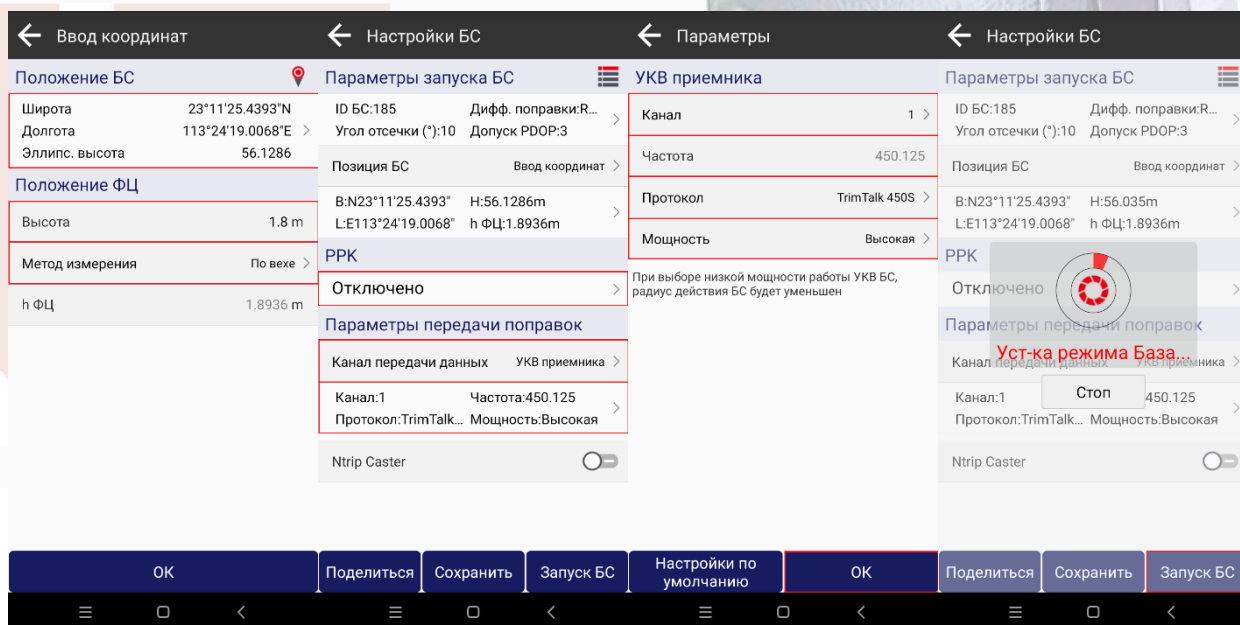 Ввод координат
Положение БС
Широта 23°11'25.4393"N
Долгота 113°24'19.0068"E
Эллипс. высота 56.1286
Положение ФЦ
Высота 1.8 m
Метод измерения По вехе
h ФЦ 1.8936 m
ОК
Настройки БС
Параметры запуска БС
ID БС:185 Дифф. поправки:R...
Угол отсечки (°):10 Допуск PDOP:3
Позиция БС Ввод координат
B:N23°11'25.4393" H:56.1286m
L:E113°24'19.0068" h ФЦ:1.8936m
PPK
Отключено
Параметры передачи поправок
Канал передачи данных УКВ приемника
Канал:1 Частота:450.125
Протокол:TrimTalk... Мощность:Высокая
Ntrip Caster
Поделиться Сохранить Запуск БС
Параметры
УКВ приемника
Канал 1
Частота 450.125
Протокол TrimTalk 450S
Мощность Высокая
При выборе низкой мощности работы УКВ БС,
радиус действия БС будет уменьшен
Настройки по
умолчанию
ОК
Настройки БС
Параметры запуска БС
ID БС:185 Дифф. поправки:R...
Угол отсечки (°):10 Допуск PDOP:3
Позиция БС Ввод координат
B:N23°11'25.4393" H:56.035m
L:E113°24'19.0068" h ФЦ:1.8936m
PPK
Отключено
Параметры передачи поправок
Уст-ка режима База...
Канал передачи данных УКВ приемника
Стоп
Канал:1 450.125
Протокол:TrimTalk... Мощность:Высокая
Ntrip Caster
Поделиться Сохранить Запуск БС